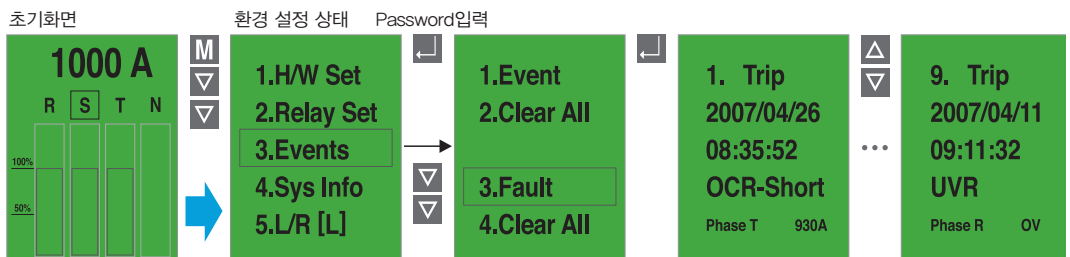 초기화면
환경 설정 상태
Password입력
1000 A
R S T N
100%
50%
M
1.H/W Set
2.Relay Set
3.Events
4.Sys Info
5.L/R [L]
1.Event
2.Clear All
3.Fault
4.Clear All
1. Trip
2007/04/26
08:35:52
OCR-Short
Phase T 930A
...
9. Trip
2007/04/11
09:11:32
UVR
Phase R OV